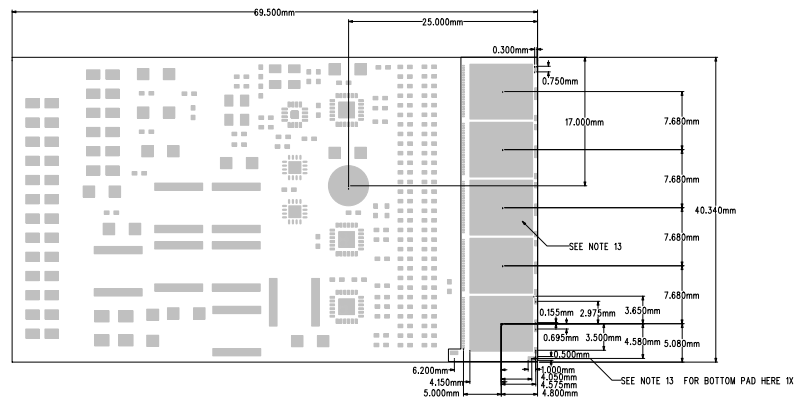 69.500mm
25.000mm
0.300mm
0.750mm
17.000mm
7.680mm
7.680mm
40.340mm
7.680mm
SEE NOTE 13
7.680mm
3.650mm
0.155mm
2.975mm
0.695mm
3.500mm
4.580mm
5.080mm
0.500mm
6.200mm
1.000mm
4.050mm
SEE NOTE 13 FOR BOTTOM PAD HERE 1X
4.150mm
4.575mm
5.000mm
4.800mm